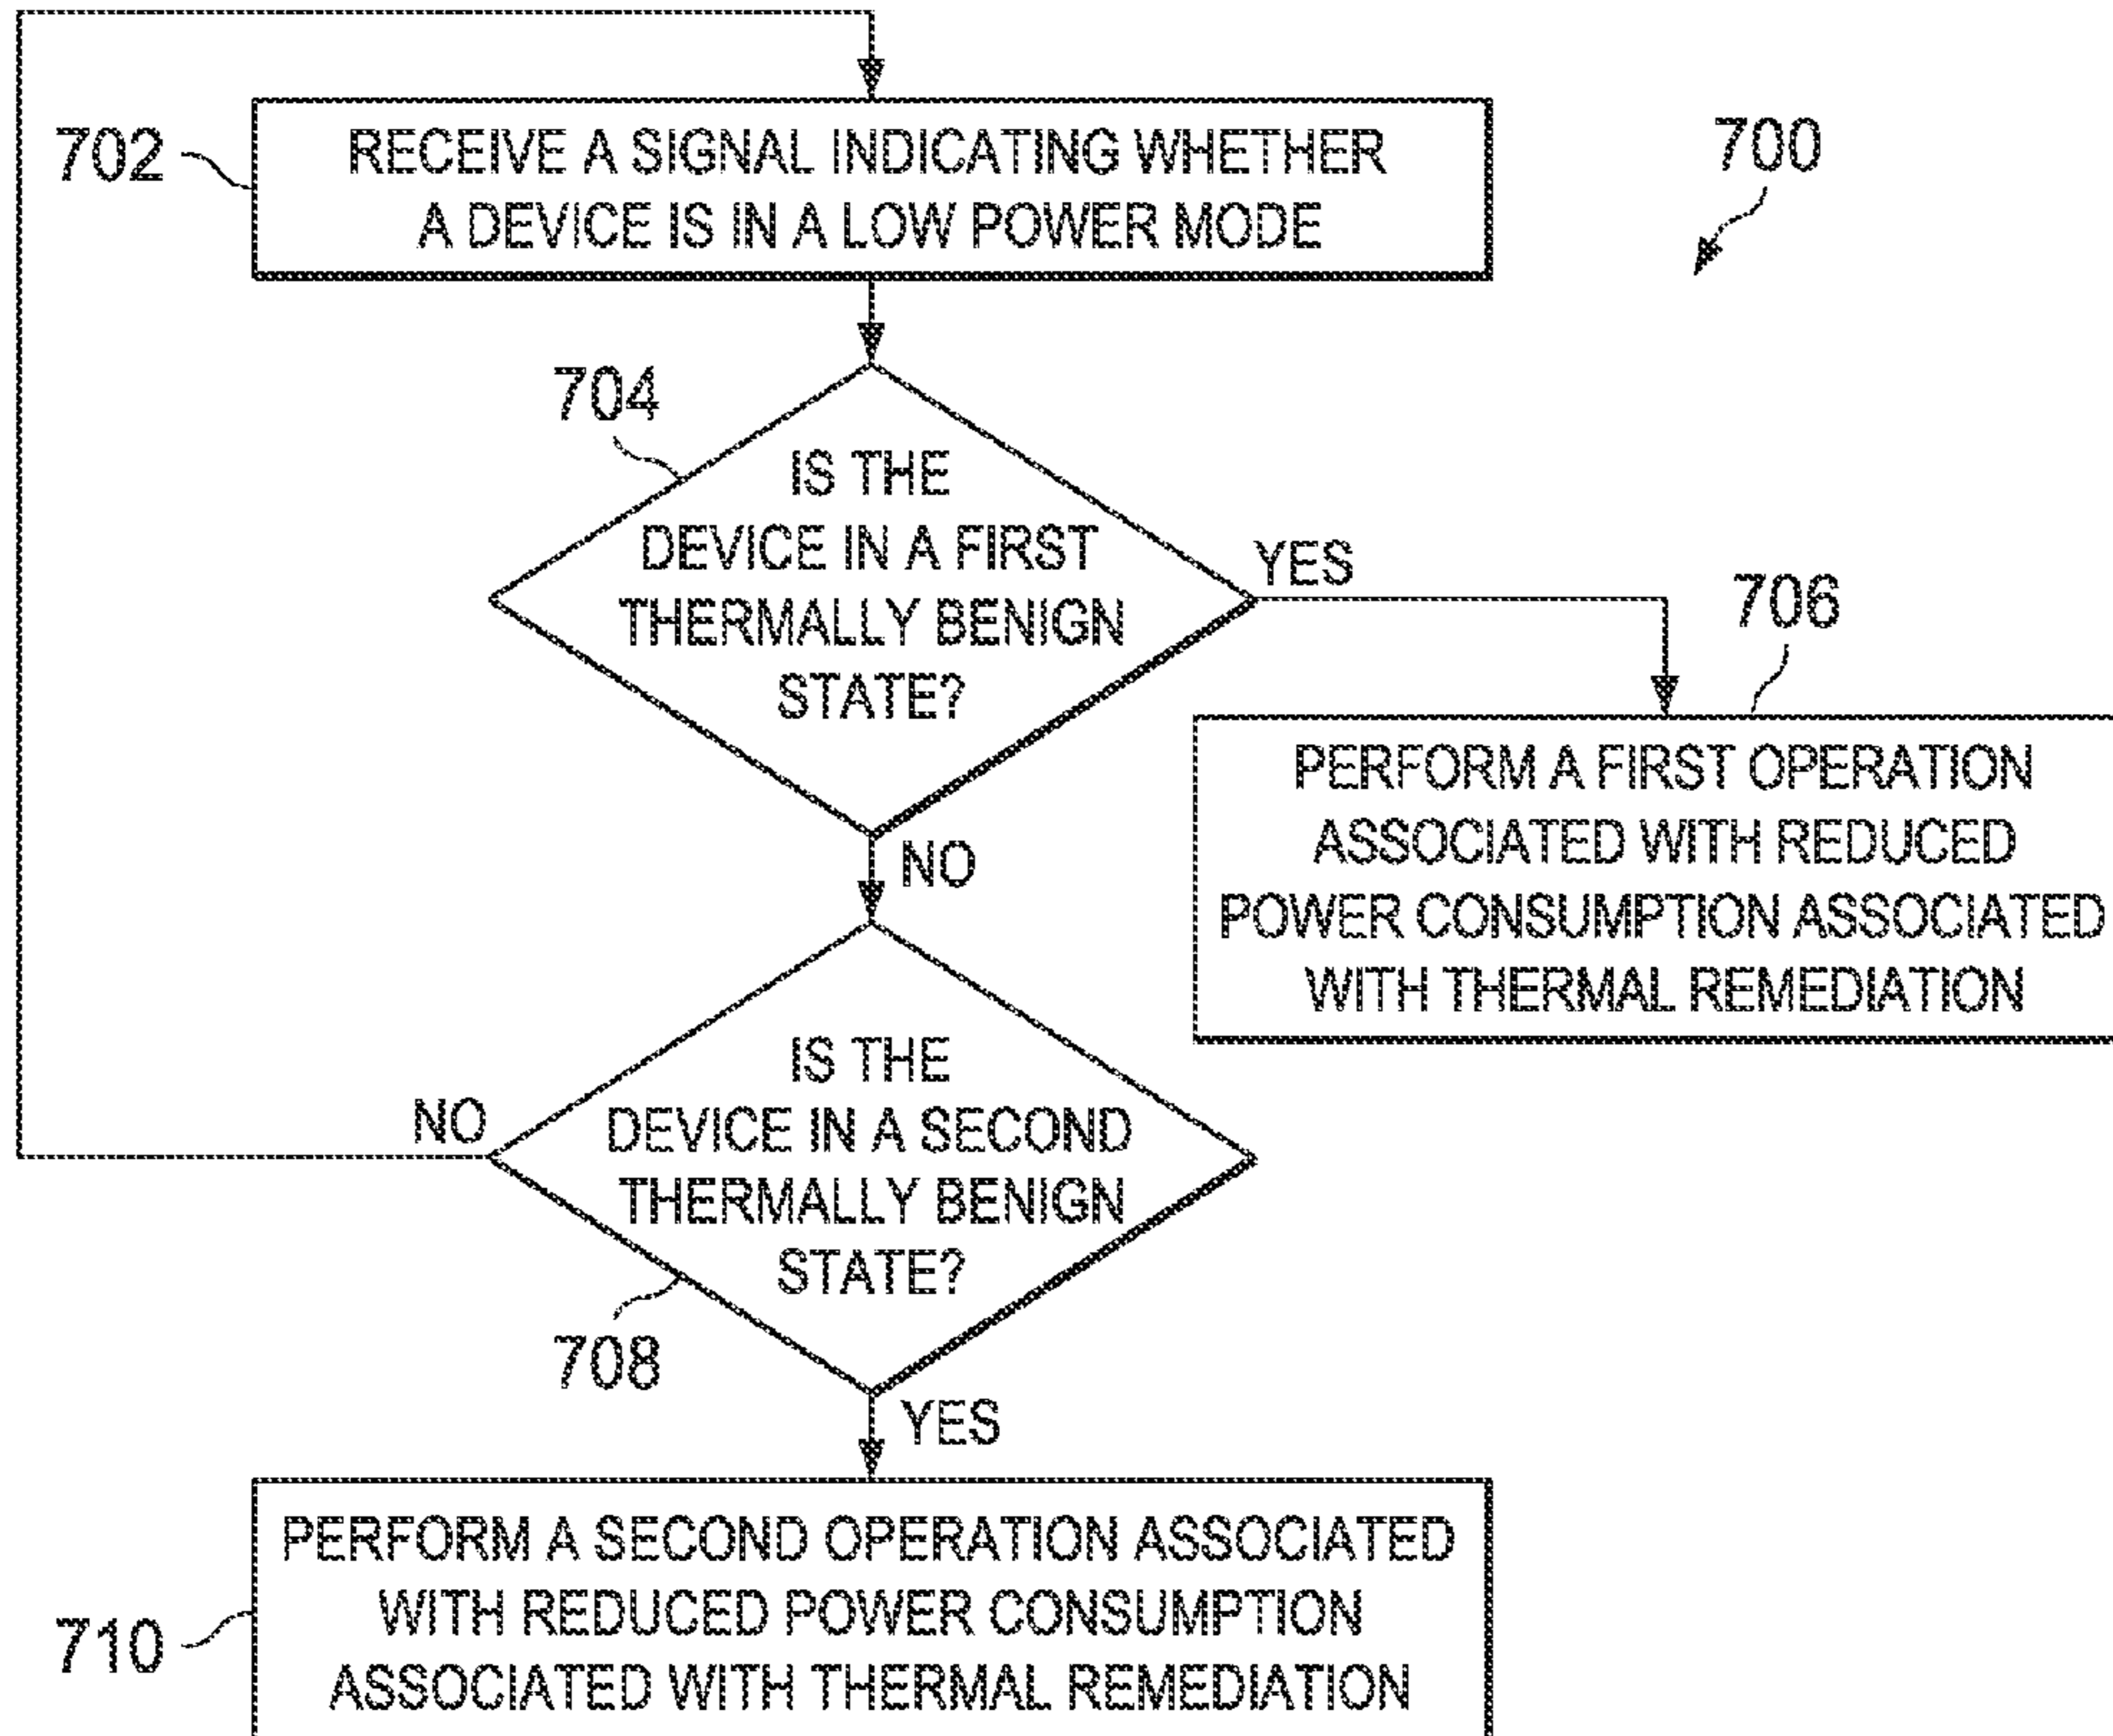 702
RECEIVE A SIGNAL INDICATING WHETHER
A DEVICE IS IN A LOW POWER MODE
700
704
IS THE
DEVICE IN A FIRST
THERMALLY BENIGN
STATE?
YES
NO
706
PERFORM A FIRST OPERATION
ASSOCIATED WITH REDUCED
POWER CONSUMPTION ASSOCIATED
WITH THERMAL REMEDIATION
IS THE
DEVICE IN A SECOND
THERMALLY BENIGN
STATE?
NO
708
YES
710
PERFORM A SECOND OPERATION ASSOCIATED
WITH REDUCED POWER CONSUMPTION
ASSOCIATED WITH THERMAL REMEDIATION